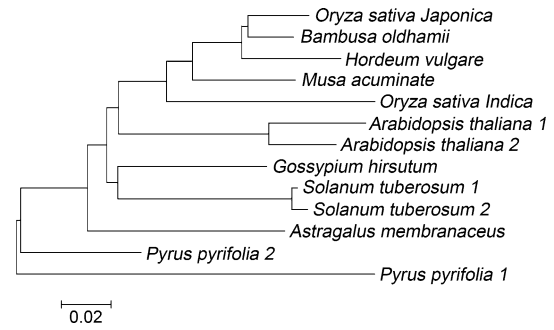 Oryza sativa Japonica
Bambusa oldhamii
Hordeum vulgare
Musa acuminate
Oryza sativa Indica
Arabidopsis thaliana 1
Arabidopsis thaliana 2
Gossypium hirsutum
Solanum tuberosum 1
Solanum tuberosum 2
Astragalus membranaceus
Pyrus pyrifolia 2
Pyrus pyrifolia 1
0.02